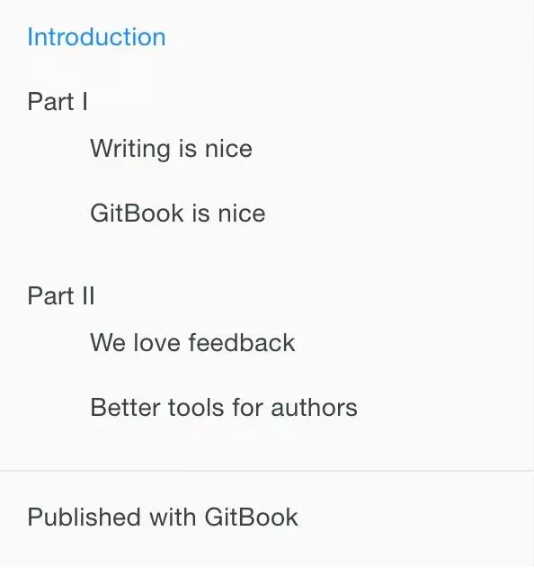 Introduction
Part I
Writing is nice
GitBook is nice
Part II
We love feedback
Better tools for authors
Published with GitBook